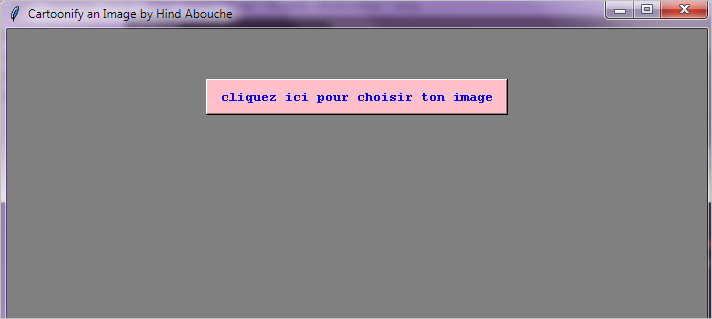 Cartoonify an Image by Hind Abouche
cliquez ici pour choisir ton image